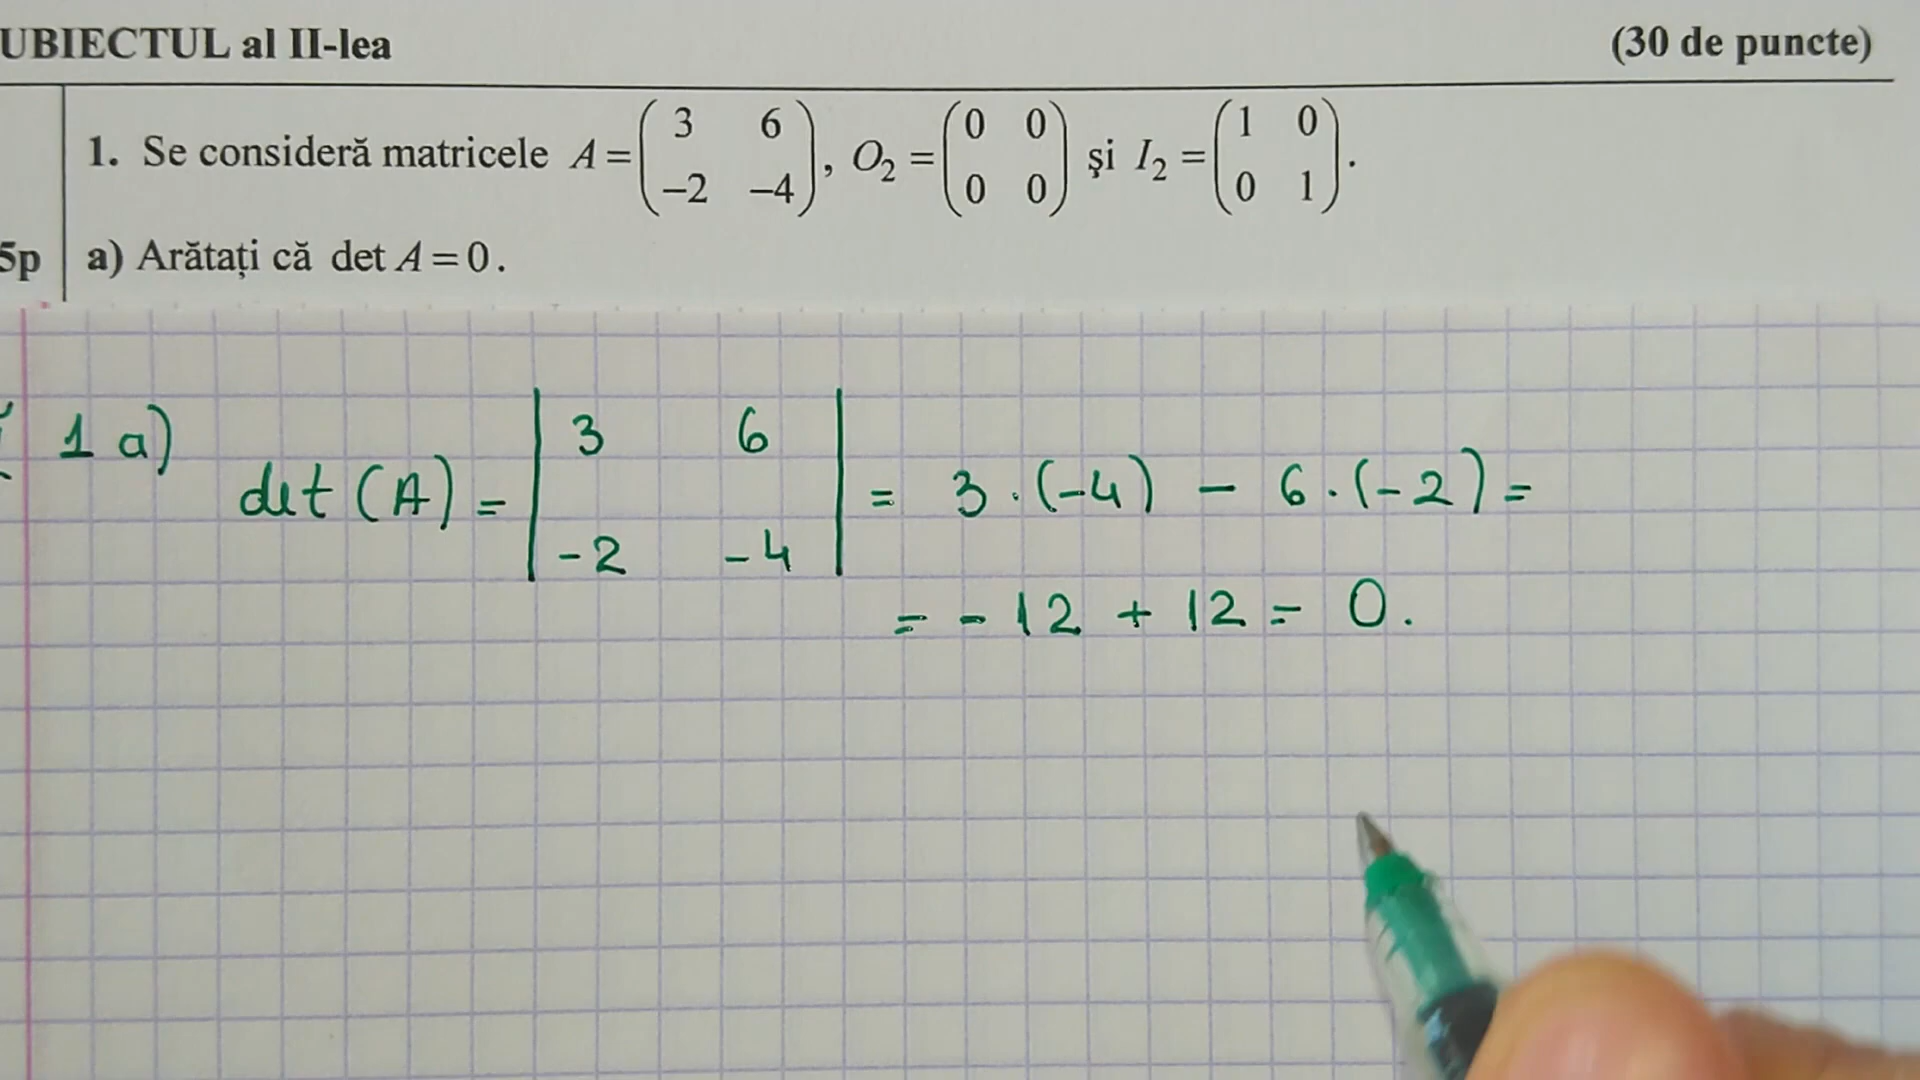 UBIECTUL al II-lea (30 de puncte)
1. Se consideră matricele A = (3 6 −2 −4), O2 = (0 0 0 0) şi I2 = (1 0 0 1).
5p a) Arătați că det A = 0.
1 a) det (A) = | 3 6 -2 -4 | = 3 · (-4) - 6 · (-2) =
= - 12 + 12 = 0.